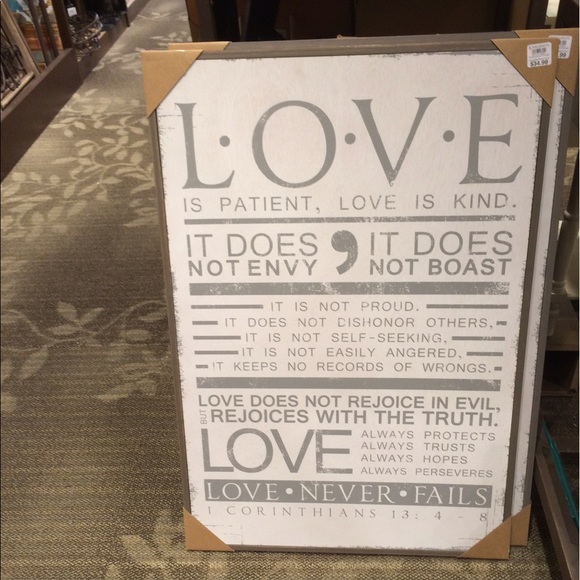 $34.99
L·O·V·E
IS PATIENT, LOVE IS KIND.
IT DOES , IT DOES
NOT ENVY NOT BOAST
IT IS NOT PROUD.
IT DOES NOT DISHONOR OTHERS,
IT IS NOT SELF-SEEKING,
IT IS NOT EASILY ANGERED,
IT KEEPS NO RECORDS OF WRONGS.
LOVE DOES NOT REJOICE IN EVIL,
BUT REJOICES WITH THE TRUTH.
LOVE
ALWAYS PROTECTS
ALWAYS TRUSTS
ALWAYS HOPES
ALWAYS PERSEVERES
LOVE·NEVER·FAILS
1 CORINTHIANS 13: 4 - 8